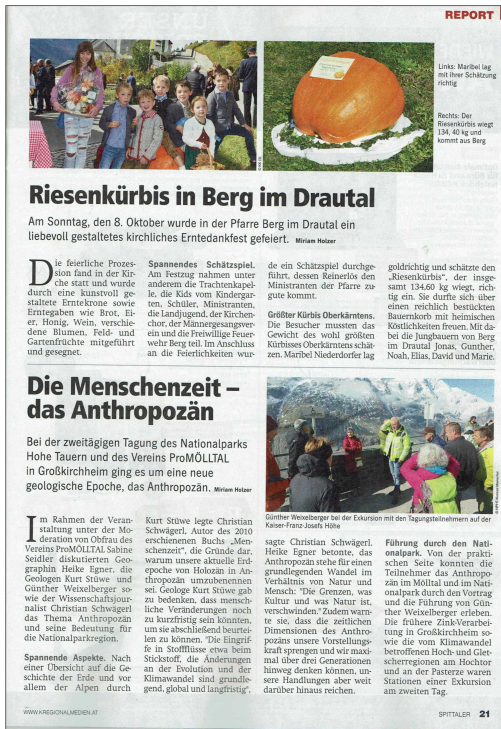 REPORT
Links: Maribel lag
mit ihrer Schätzung
richtig
Rechts: Der
Riesenkürbis wiegt
134, 40 kg und
kommt aus Berg
Riesenkürbis in Berg im Drautal
Am Sonntag, den 8. Oktober wurde in der Pfarre Berg im Drautal ein
liebevoll gestaltetes kirchliches Erntedankfest gefeiert. Miriam Holzer
Die feierliche Prozes-
sion fand in der Kir-
che statt und wurde
durch eine kunstvoll ge-
staltete Erntekrone sowie
Erntegaben wie Brot, Ei-
er, Honig, Wein, verschie-
dene Blumen, Feld- und
Gartenfrüchte mitgeführt
und gesegnet.
Spannendes Schätzspiel.
Am Festzug nahmen unter
anderem die Trachtenkapel-
le, die Kids vom Kindergar-
ten, Schüler, Ministranten,
die Landjugend, der Kirchen-
chor, der Männergesangsver-
ein und die Freiwillige Feuer-
wehr Berg teil. Im Anschluss
an die Feierlichkeiten wur-
de ein Schätzspiel durchge-
führt, dessen Reinerlös den
Ministranten der Pfarre zu-
gute kommt.
Größter Kürbis Oberkärntens.
Die Besucher mussten das
Gewicht des wohl größten
Kürbisses Oberkärntens schät-
zen. Maribel Niederdorfer lag
goldrichtig und schätzte den
„Riesenkürbis“, der insge-
samt 134.60 kg wiegt, rich-
tig ein. Sie durfte sich über
einen reichlich bestückten
Bauernkorb mit heimischen
Köstlichkeiten freuen. Mit da-
bei die Jungbauern von Berg
im Drautal Jonas, Gunther,
Noah, Elias, David und Marie.
Die Menschenzeit –
das Anthropozän
Bei der zweitägigen Tagung des Nationalparks
Hohe Tauern und des Vereins ProMÖLLTAL
in Großkirchheim ging es um eine neue
geologische Epoche, das Anthropozän. Miriam Holzer
Günther Weixelberger bei der Exkursion mit den Tagungsteilnehmern auf der
Kaiser-Franz-Josefs Höhe
Im Rahmen der Veran-
staltung unter der Mo-
deration von Obfrau des
Vereins ProMÖLLTAL Sabine
Seidler diskutierten Geo-
graphin Heike Egner, die
Geologen Kurt Stüwe und
Günther Weixelberger so-
wie der Wissenschaftsjour-
nalist Christian Schwägerl
das Thema Anthropozän
und seine Bedeutung für
die Nationalparkregion.
Spannende Aspekte. Nach
einer Übersicht auf die Ge-
schichte der Erde und vor
allem der Alpen durch
Kurt Stüwe legte Christian
Schwägerl, Autor des 2010
erschienenen Buchs „Men-
schenzeit“, die Gründe dar,
warum unsere aktuelle Erd-
epoche von Holozän in An-
thropozän umzubenennen
sei. Geologe Kurt Stüwe gab
zu bedenken, dass mensch-
liche Veränderungen noch
zu kurzfristig sein könnten,
um sie abschließend beurtei-
len zu können. "Die Eingrif-
fe in Stoffflüsse etwa beim
Stickstoff, die Änderungen
an der Evolution und der
Klimawandel sind grundle-
gend, global und langfristig",
sagte Christian Schwägerl.
Heike Egner betonte, das
Anthropozän stehe für einen
grundlegenden Wandel im
Verhältnis von Natur und
Mensch: "Die Grenzen, was
Kultur und was Natur ist,
verschwinden." Zudem warn-
te sie, dass die zeitlichen
Dimensionen des Anthro-
pozäns unsere Vorstellungs-
kraft sprengen und wir maxi-
mal über drei Generationen
hinweg denken können, un-
sere Handlungen aber weit
darüber hinaus reichen.
Führung durch den Nati-
onalpark. Von der prakti-
schen Seite konnten die
Teilnehmer das Anthropo-
zän im Mölltal und im Nati-
onalpark durch den Vortrag
und die Führung von Gün-
ther Weixelberger erleben.
Die frühere Zink-Verarbei-
tung in Großkirchheim so-
wie die vom Klimawandel
betroffenen Hoch- und Glet-
scherregionen am Hochtor
und an der Pasterze waren
Stationen einer Exkursion
am zweiten Tag.
WWW.KREGIONALMEDIEN.AT
SPITTALER 21